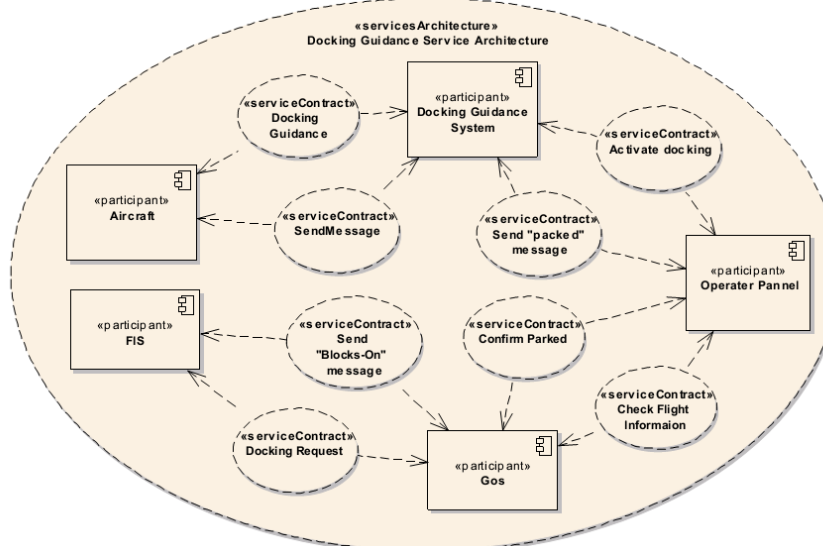 «servicesArchitecture»
Docking Guidance Service Architecture
«serviceContract»
Docking
Guidance
«participant»
Docking Guidance
System
«serviceContract»
Activate docking
«participant»
Aircraft
«serviceContract»
SendMessage
«serviceContract»
Send "packed"
message
«participant»
Operater Pannel
«participant»
FIS
«serviceContract»
Send
"Blocks-On"
message
«serviceContract»
Confirm Parked
«serviceContract»
Check Flight
Informaion
«serviceContract»
Docking Request
«participant»
Gos